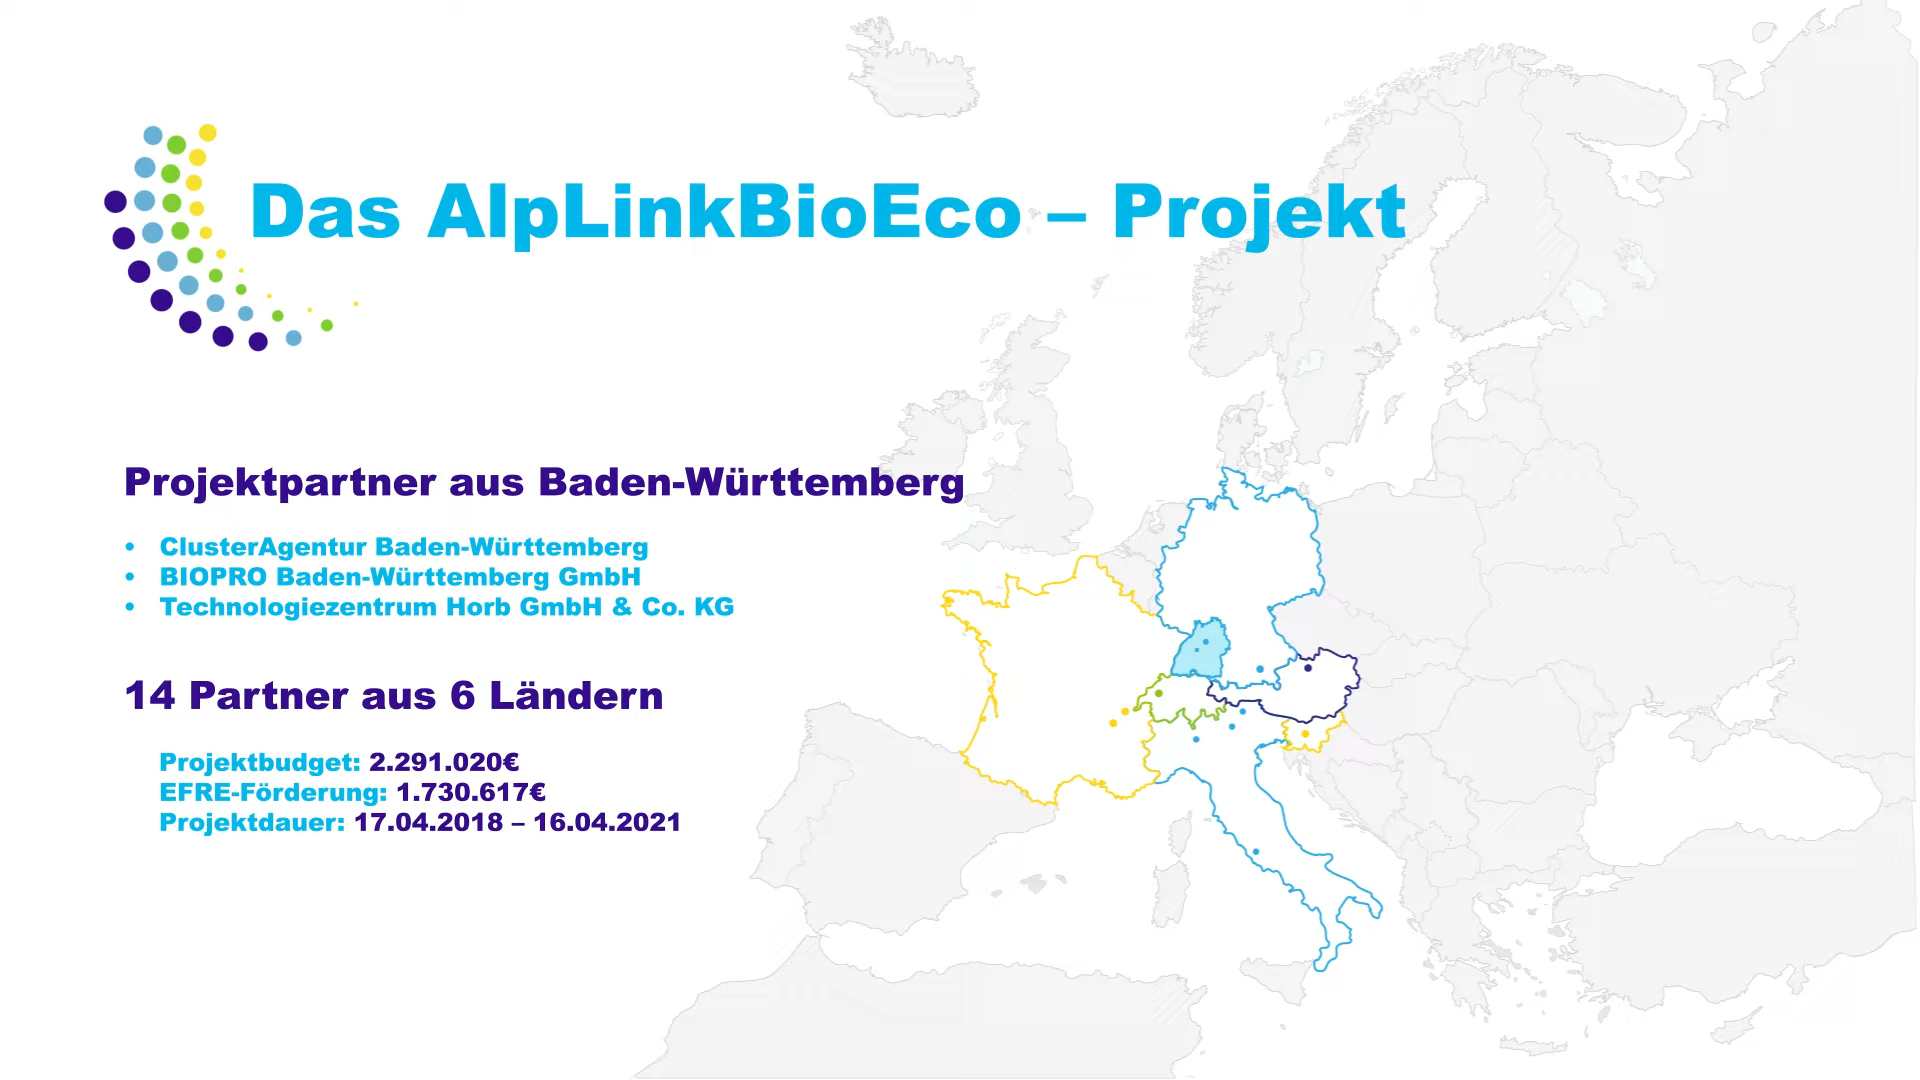 Das AlpLinkBioEco – Projekt
Projektpartner aus Baden-Württemberg
• ClusterAgentur Baden-Württemberg
• BIOPRO Baden-Württemberg GmbH
• Technologiezentrum Horb GmbH & Co. KG
14 Partner aus 6 Ländern
Projektbudget: 2.291.020€
EFRE-Förderung: 1.730.617€
Projektdauer: 17.04.2018 – 16.04.2021